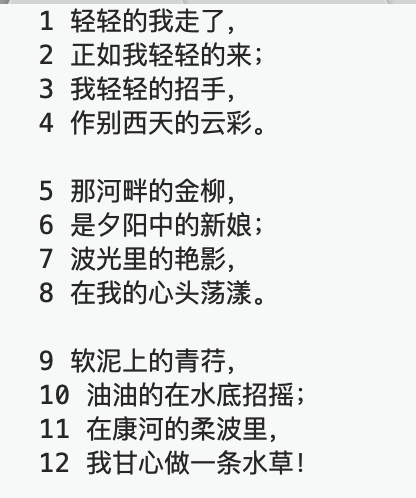 1 轻轻的我走了，
2 正如我轻轻的来；
3 我轻轻的招手，
4 作别西天的云彩。
5 那河畔的金柳，
6 是夕阳中的新娘；
7 波光里的艳影，
8 在我的心头荡漾。
9 软泥上的青荇，
10 油油的在水底招摇；
11 在康河的柔波里，
12 我甘心做一条水草！